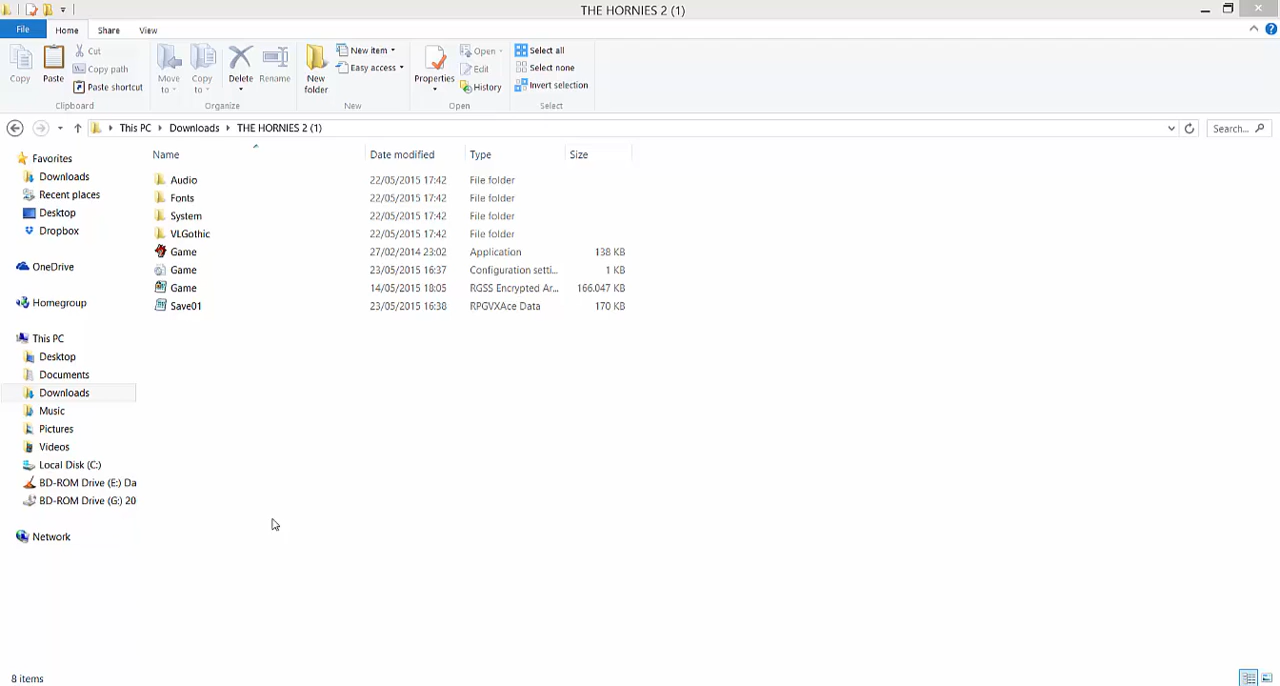 THE HORNIES 2 (1)
File Home Share View
Copy
Paste
Cut
Copy path
Paste shortcut
Clipboard
Move to
Copy to
Delete
Rename
Organize
New folder
New item
Easy access
New
Properties
Open
Edit
History
Open
Select all
Select none
Invert selection
Select
This PC Downloads THE HORNIES 2 (1)
Search...
Favorites
Downloads
Recent places
Desktop
Dropbox
OneDrive
Homegroup
This PC
Desktop
Documents
Downloads
Music
Pictures
Videos
Local Disk (C:)
BD-ROM Drive (E:) Da
BD-ROM Drive (G:) 20
Network
Name Date modified Type Size
Audio 22/05/2015 17:42 File folder
Fonts 22/05/2015 17:42 File folder
System 22/05/2015 17:42 File folder
VLGothic 22/05/2015 17:42 File folder
Game 27/02/2014 23:02 Application 138 KB
Game 23/05/2015 16:37 Configuration setti... 1 KB
Game 14/05/2015 18:05 RGSS Encrypted Ar... 166.047 KB
Save01 23/05/2015 16:38 RPGVXAce Data 170 KB
8 items